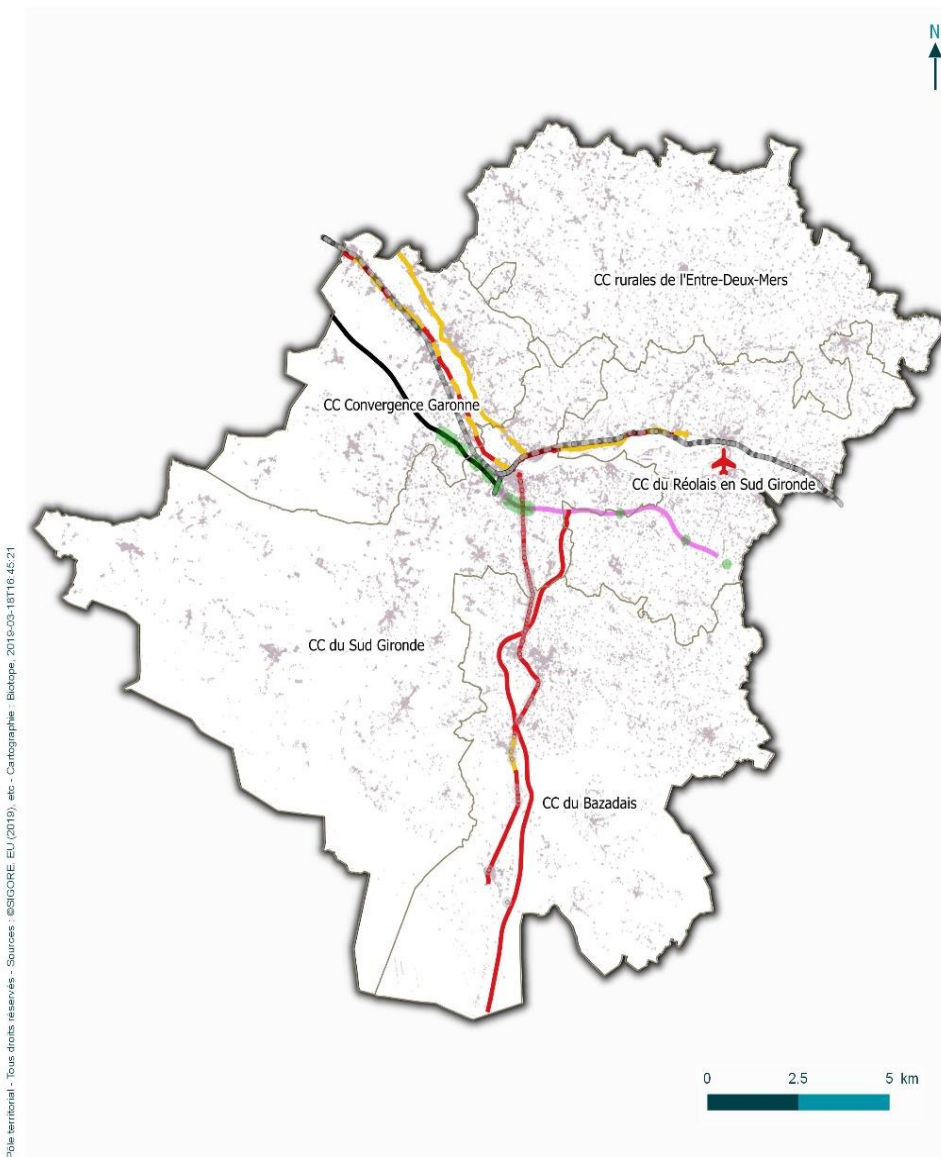 N
CC rurales de l'Entre-Deux-Mers
CC Convergence Garonne
CC du Réolais en Sud Gironde
CC du Sud Gironde
CC du Bazadais
0 2.5 5 km
Pôle territorial - Tous droits réservés - Sources : ©SIGORE, EU (2019), etc - Cartographie : Biotope, 2019-03-18T16:45:21